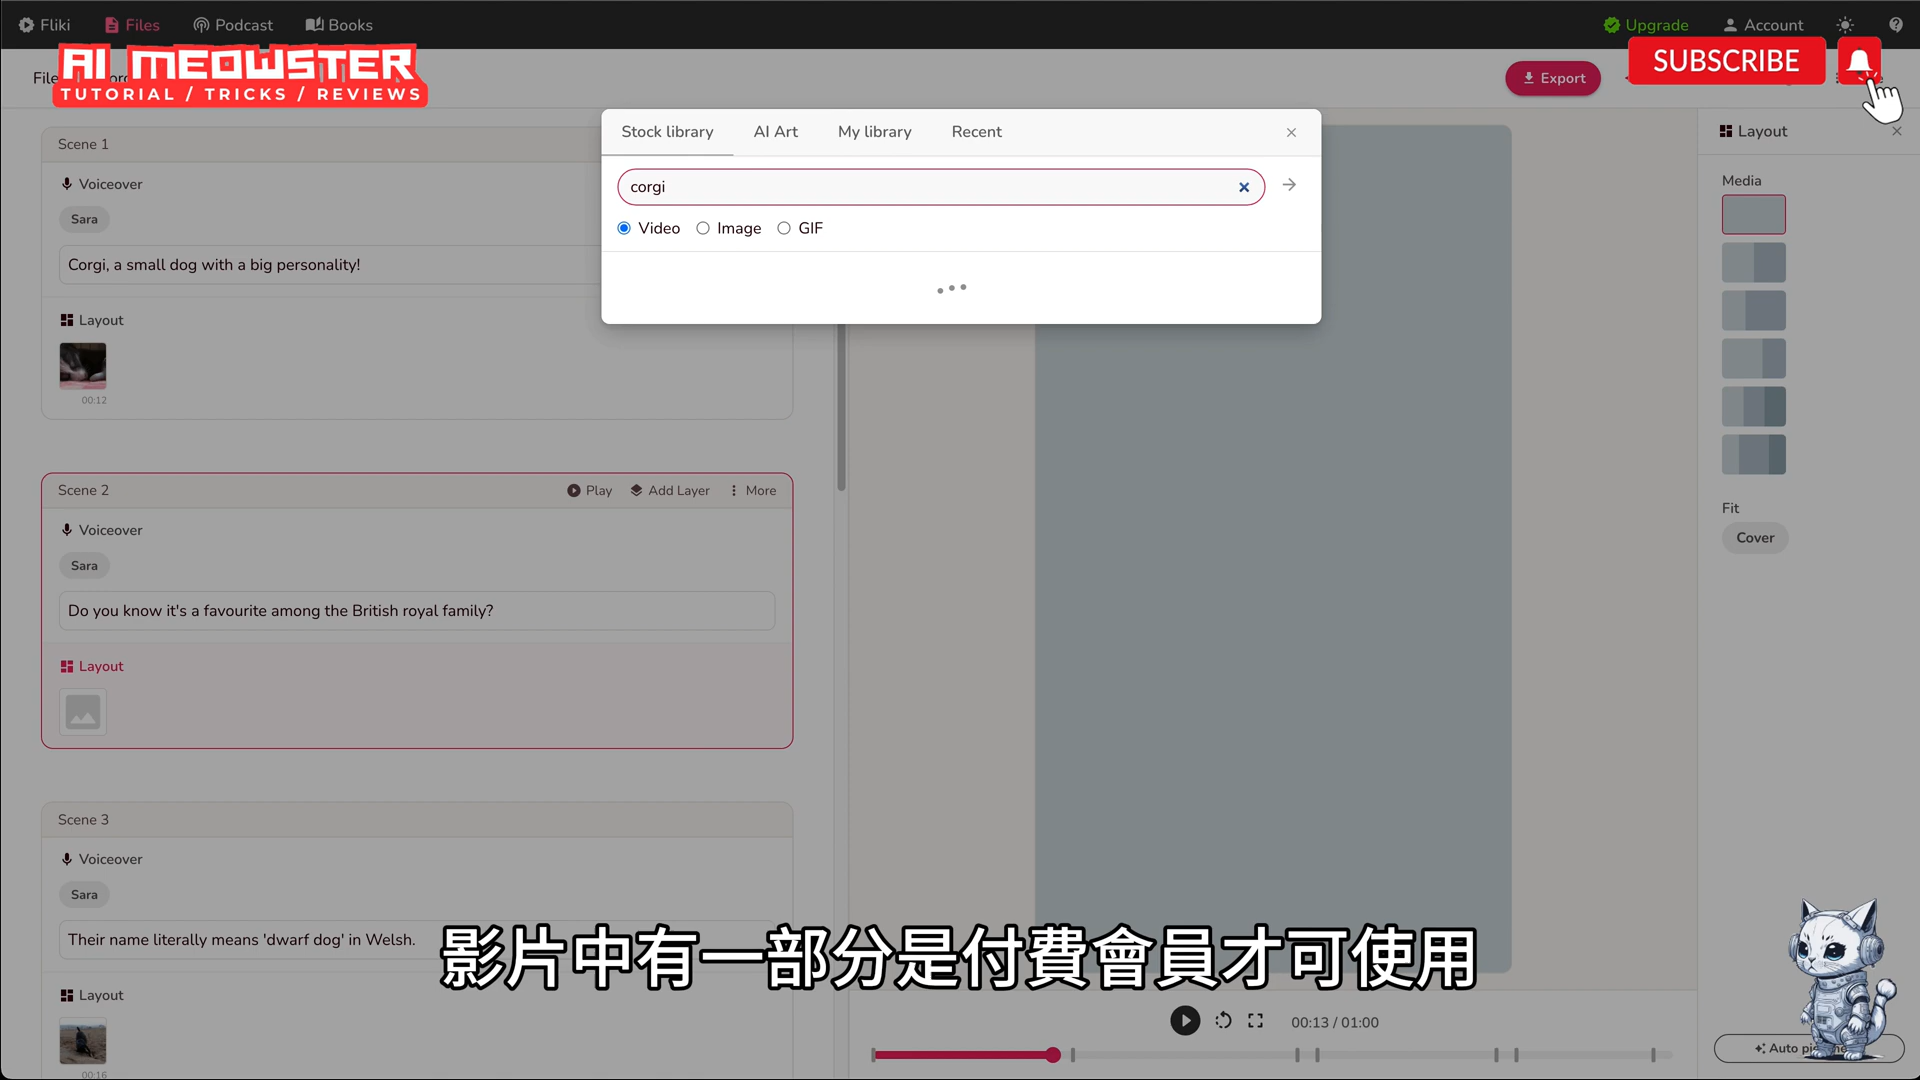 Fliki
Files
Podcast
Books
Upgrade
Account
AI MEOWSTER
TUTORIAL / TRICKS / REVIEWS
Export
SUBSCRIBE
Stock library
AI Art
My library
Recent
corgi
Video
Image
GIF
Scene 1
Voiceover
Sara
Corgi, a small dog with a big personality!
Layout
00:12
Scene 2
Play
Add Layer
More
Voiceover
Sara
Do you know it's a favourite among the British royal family?
Layout
Scene 3
Voiceover
Sara
Their name literally means 'dwarf dog' in Welsh.
Layout
00:16
Layout
Media
Fit
Cover
影片中有一部分是付費會員才可使用
00:13 / 01:00
Auto